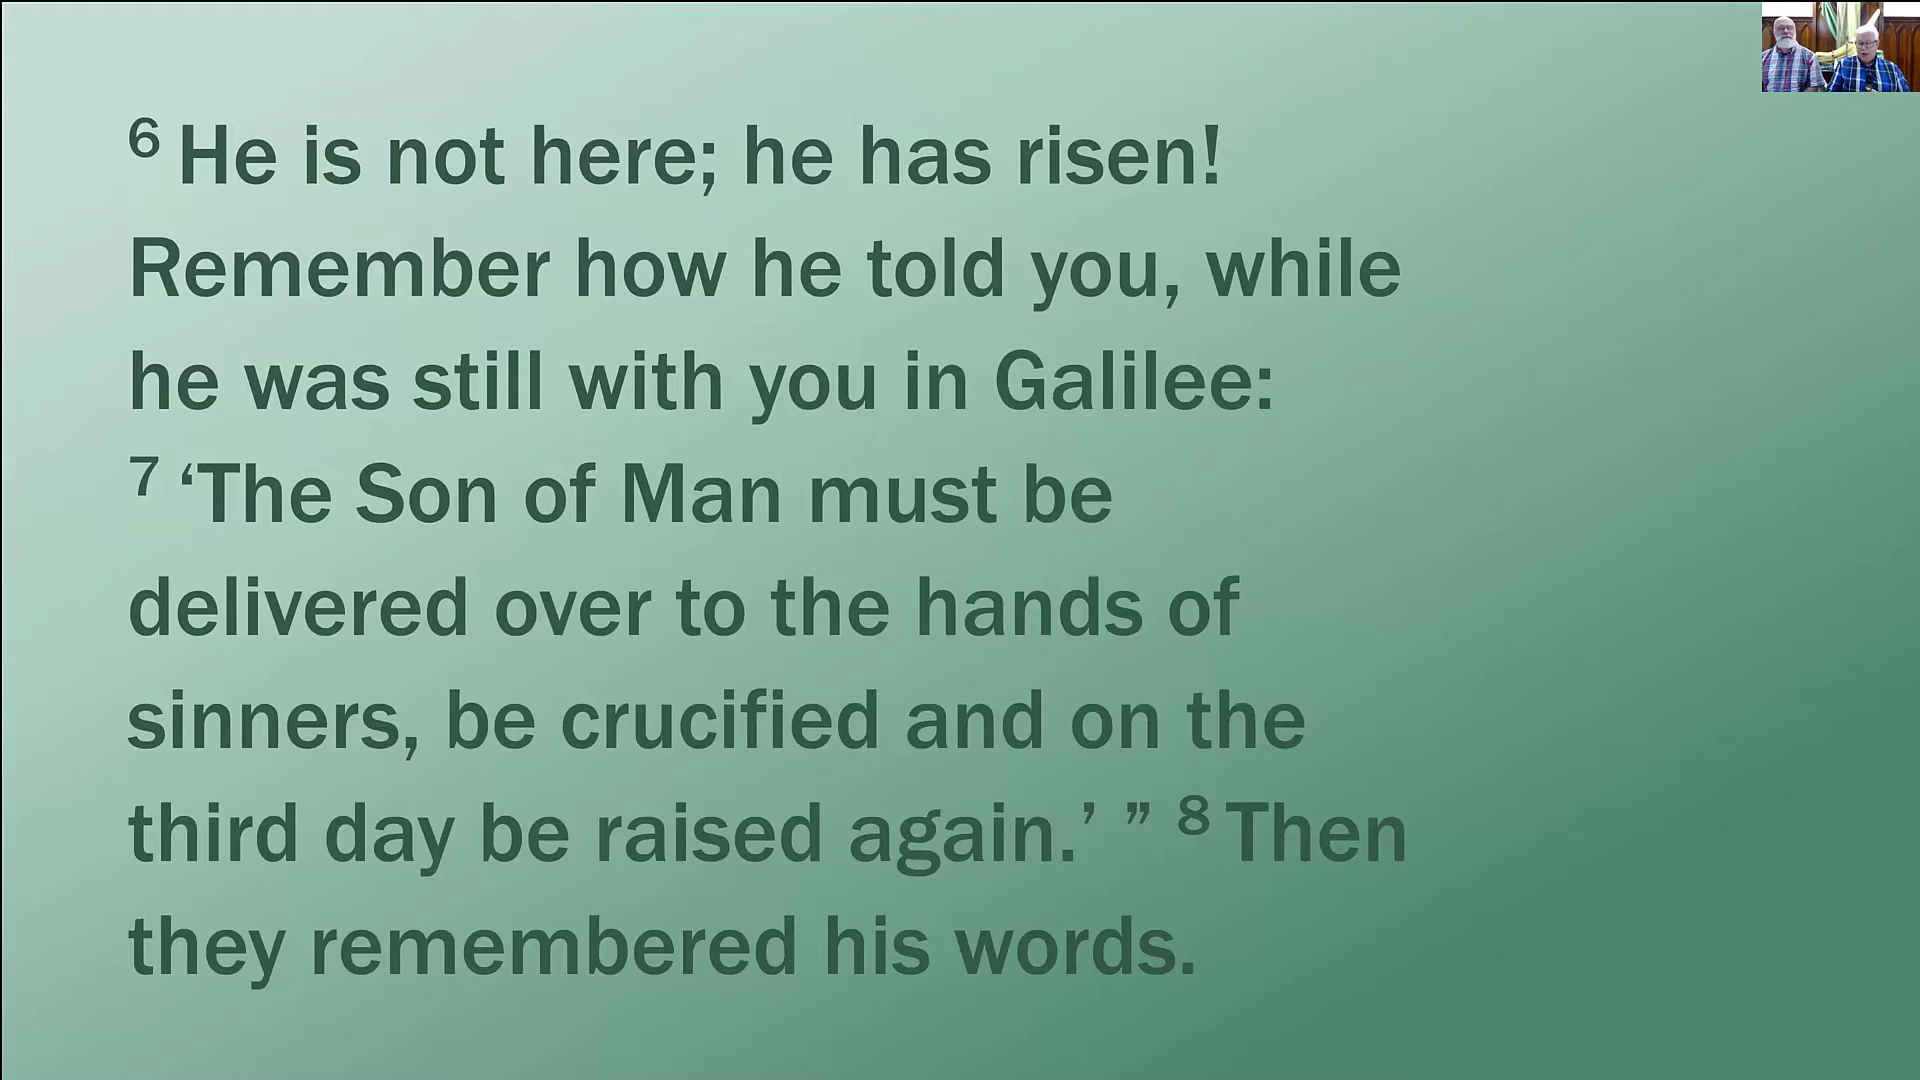 6 He is not here; he has risen!
Remember how he told you, while
he was still with you in Galilee:
7 ‘The Son of Man must be
delivered over to the hands of
sinners, be crucified and on the
third day be raised again.’ ” 8 Then
they remembered his words.